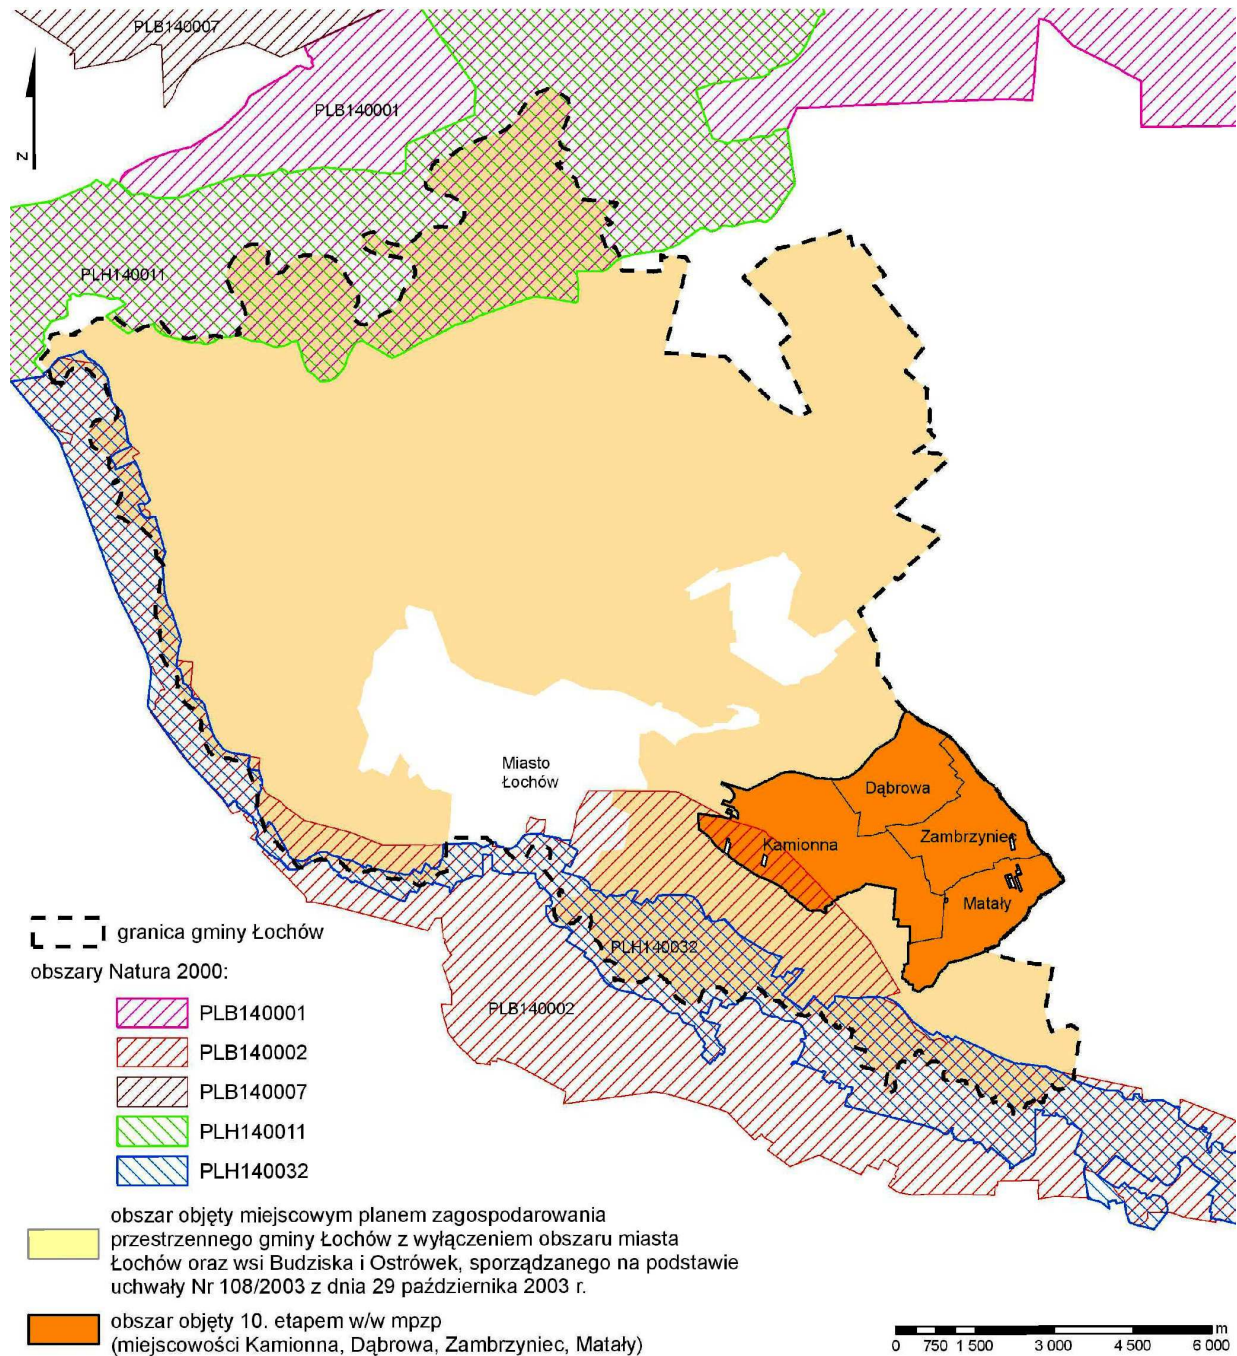 PLB140007
PLB140001
PLH140011
N
Miasto
Łochów
Dąbrowa
Kamionna
Zambrzyniec
Matały
PLH140032
PLB140002
granica gminy Łochów
obszary Natura 2000:
PLB140001
PLB140002
PLB140007
PLH140011
PLH140032
obszar objęty miejscowym planem zagospodarowania
przestrzennego gminy Łochów z wyłączeniem obszaru miasta
Łochów oraz wsi Budziska i Ostrówek, sporządzanego na podstawie
uchwały Nr 108/2003 z dnia 29 października 2003 r.
obszar objęty 10. etapem w/w mpzp
(miejscowości Kamionna, Dąbrowa, Zambrzyniec, Matały)
m
0 750 1 500 3 000 4 500 6 000